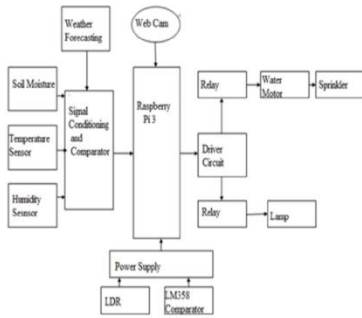 Weather
Forecasting
Web Cam
Soil Moisture
Temperature
Sensor
Humidity
Sesnsor
Signal
Conditioning
and
Comparator
Raspberry
Pi 3
Relay
Water
Motor
Sprinkler
Driver
Circuit
Relay
Lamp
Power Supply
LDR
LM358
Comparator